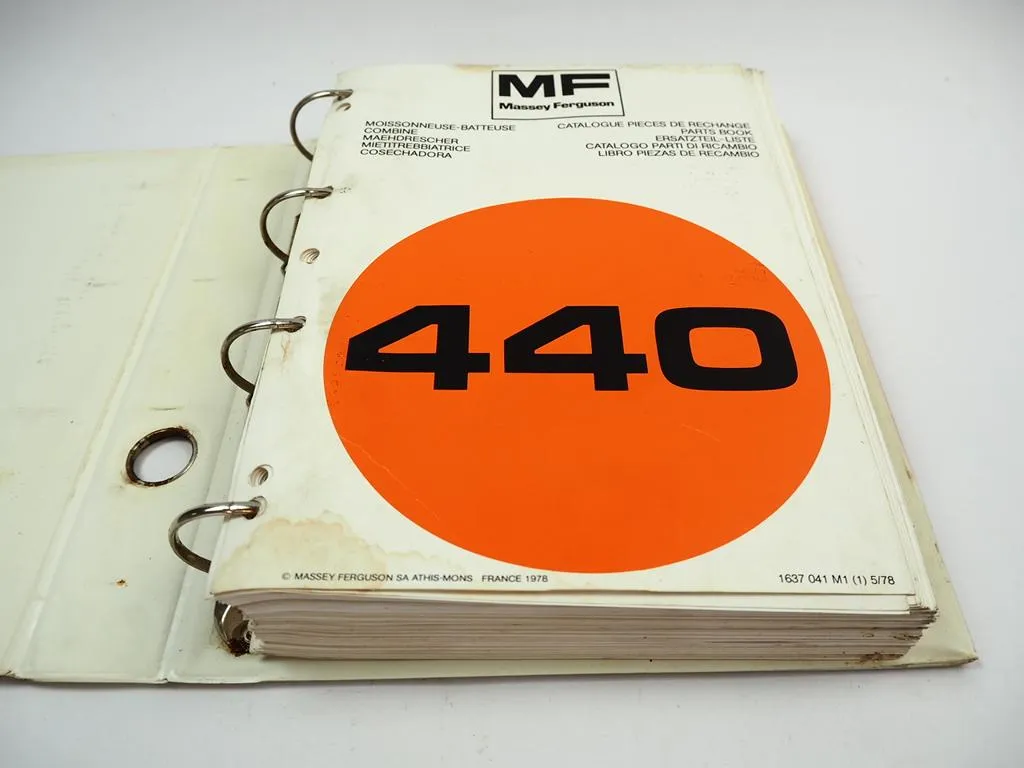 MF
Massey Ferguson
MOISSONNEUSE-BATTEUSE
COMBINE
MAEHDRESCHER
MIETITREBBIATRICE
COSECHADORA
CATALOGUE PIECES DE RECHANGE
PARTS BOOK
ERSATZTEIL-LISTE
CATALOGO PARTI DI RICAMBIO
LIBRO PIEZAS DE RECAMBIO
440
© MASSEY FERGUSON SA ATHIS-MONS FRANCE 1978
1637 041 M1 (1) 5/78